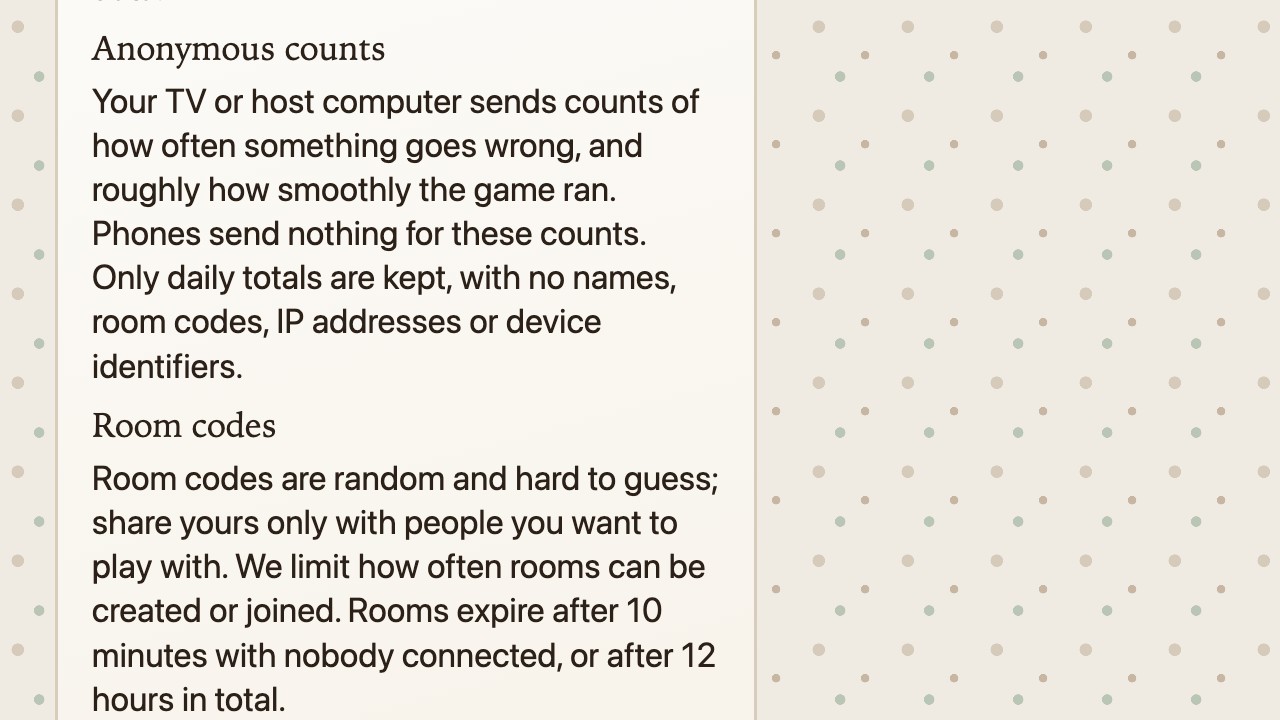 Anonymous counts
Your TV or host computer sends counts of
how often something goes wrong, and
roughly how smoothly the game ran.
Phones send nothing for these counts.
Only daily totals are kept, with no names,
room codes, IP addresses or device
identifiers.
Room codes
Room codes are random and hard to guess;
share yours only with people you want to
play with. We limit how often rooms can be
created or joined. Rooms expire after 10
minutes with nobody connected, or after 12
hours in total.